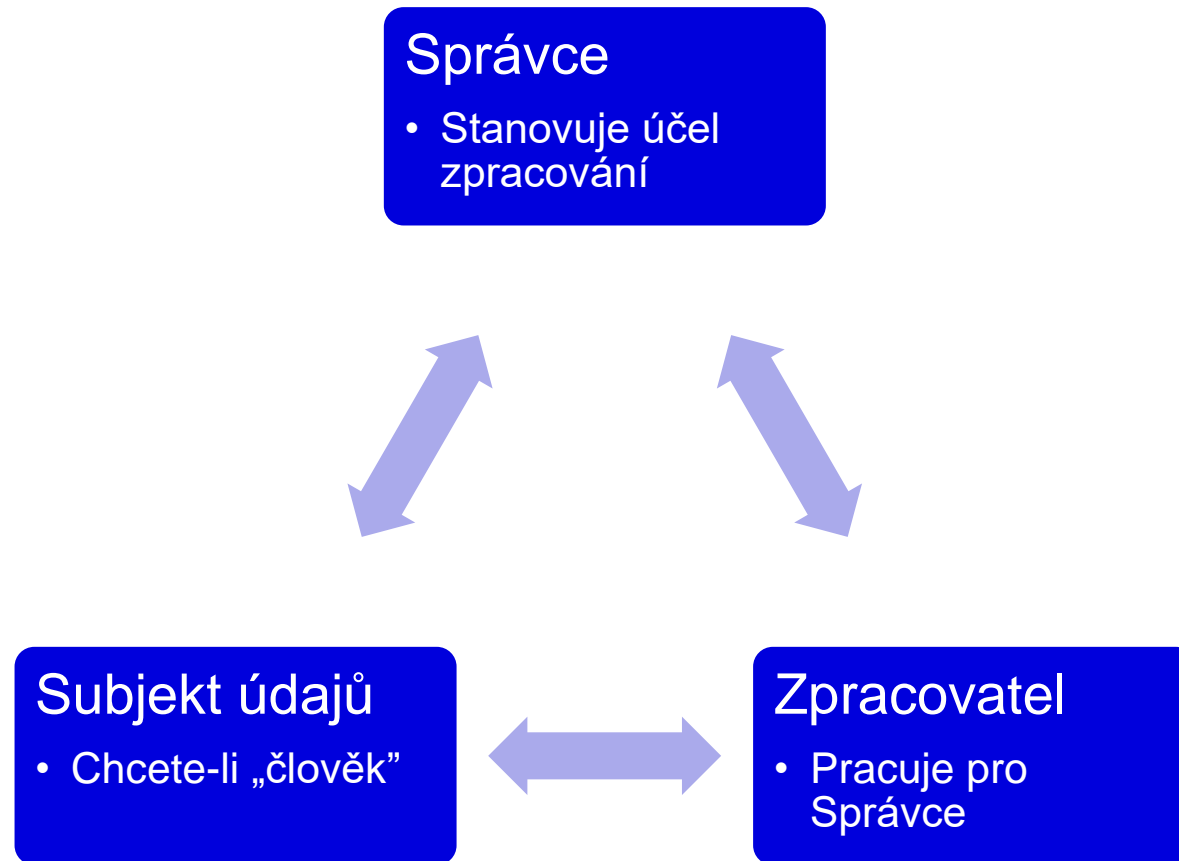 Správce
• Stanovuje účel
zpracování
Subjekt údajů
• Chcete-li „člověk”
Zpracovatel
• Pracuje pro
Správce